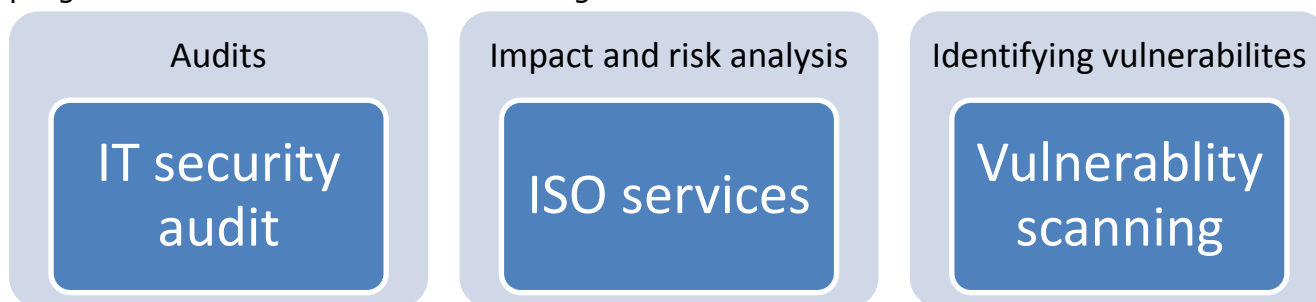 Audits
IT security
audit
Impact and risk analysis
ISO services
Identifying vulnerabilites
Vulnerablity
scanning